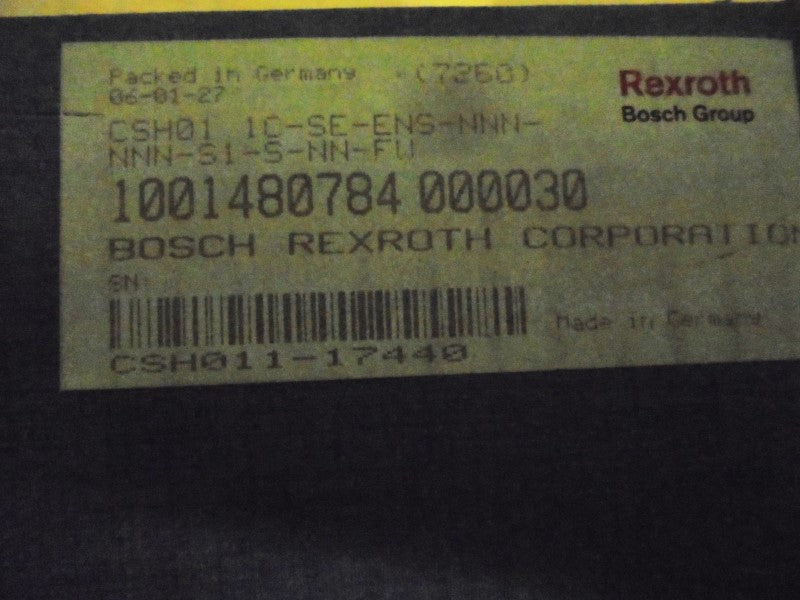 Packed in Germany (7260)
06-01-27
Rexroth
Bosch Group
CSH01 1C-SE-ENS-NNN-
NNN-S1-S-NN-FW
1001480784 000030
BOSCH REXROTH CORPORATION
SN:
Made in Germany
CSH011-17440